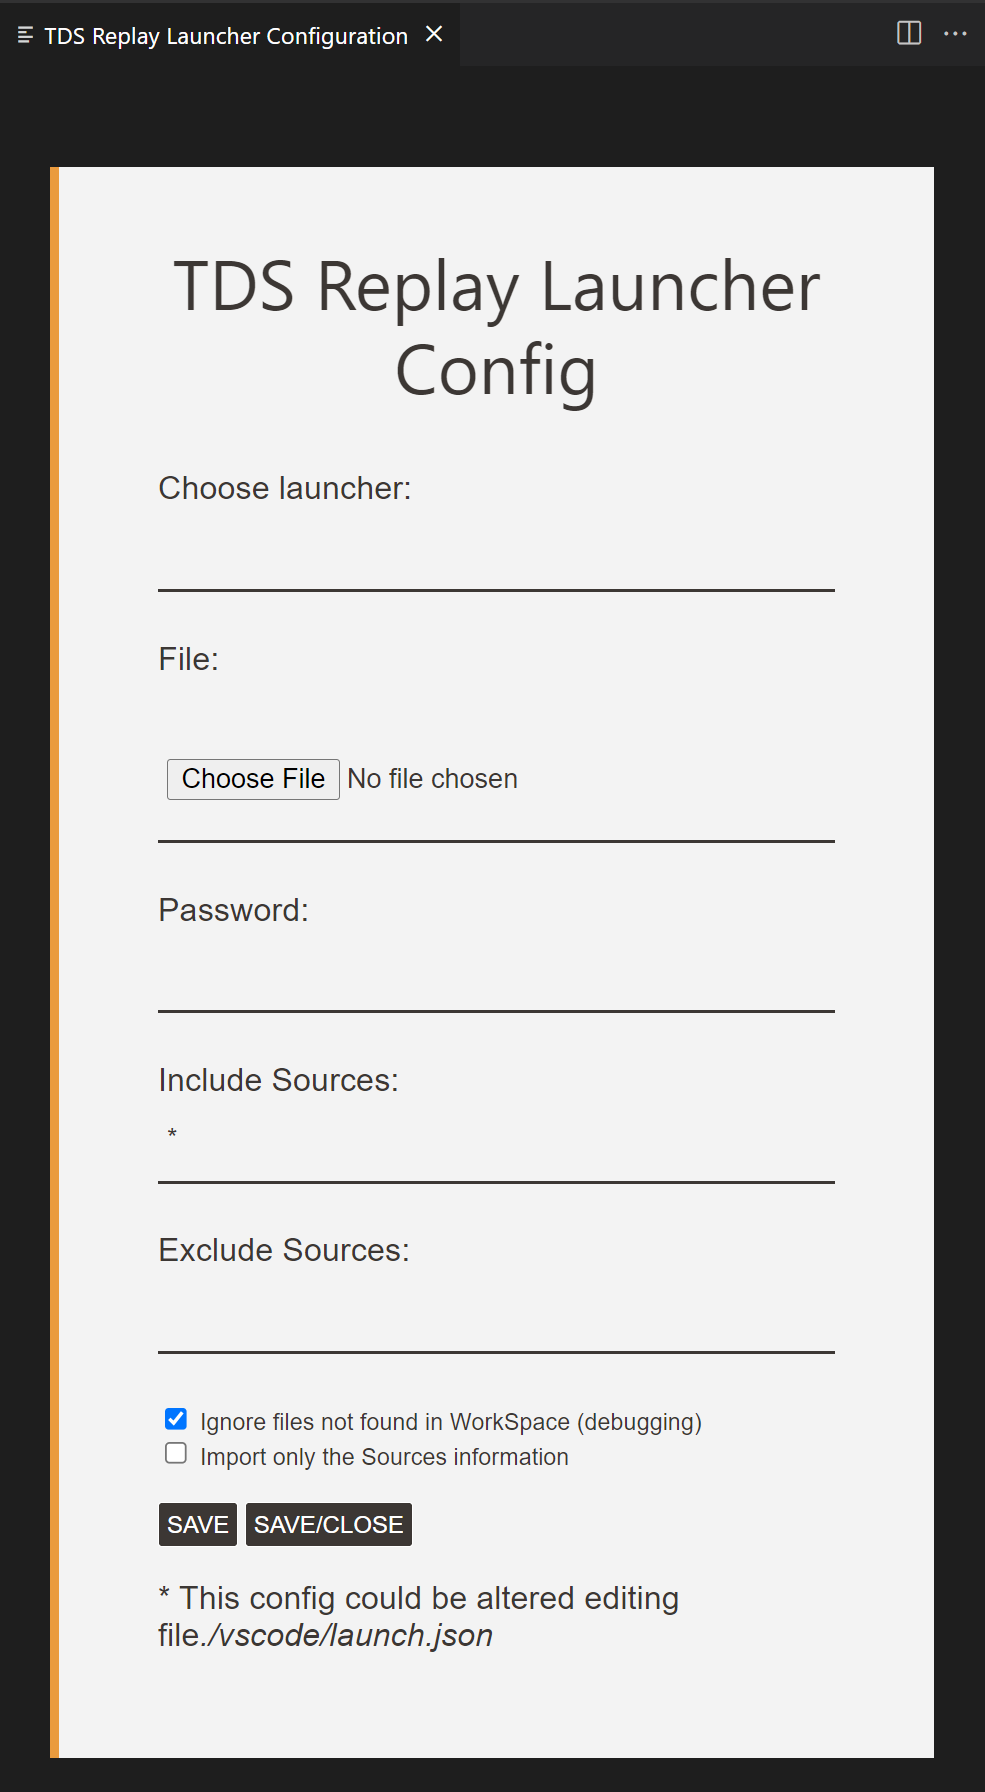 TDS Replay Launcher Configuration
TDS Replay Launcher
Config
Choose launcher:
File:
Choose File No file chosen
Password:
Include Sources:
*
Exclude Sources:
Ignore files not found in WorkSpace (debugging)
Import only the Sources information
SAVE SAVE/CLOSE
* This config could be altered editing
file./vscode/launch.json